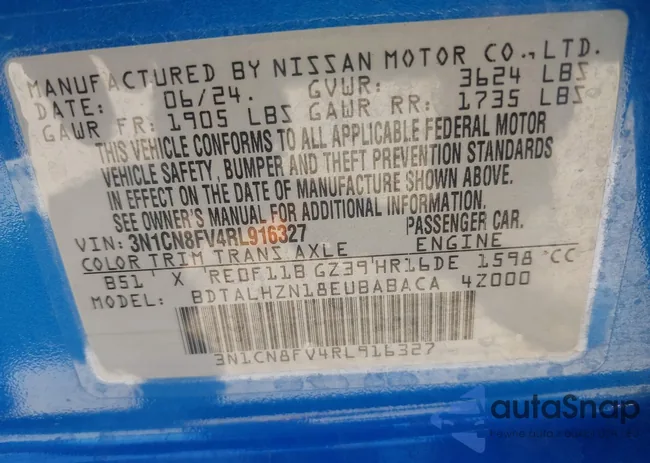 MANUFACTURED BY NISSAN MOTOR CO., LTD.
DATE: 06/24. GVWR: 3624 LBS
GAWR FR: 1905 LBS GAWR RR: 1735 LBS
THIS VEHICLE CONFORMS TO ALL APPLICABLE FEDERAL MOTOR
VEHICLE SAFETY, BUMPER AND THEFT PREVENTION STANDARDS
IN EFFECT ON THE DATE OF MANUFACTURE SHOWN ABOVE.
SEE OWNER'S MANUAL FOR ADDITIONAL INFORMATION.
VIN: 3N1CN8FV4RL916327 PASSENGER CAR.
COLOR TRIM TRANS AXLE ENGINE
B51 X RE0F11B GZ39 HR16DE 1598 CC
MODEL: BDTALHZN18EUBABACA 4Z000
3N1CN8FV4RL916327
autaSnap